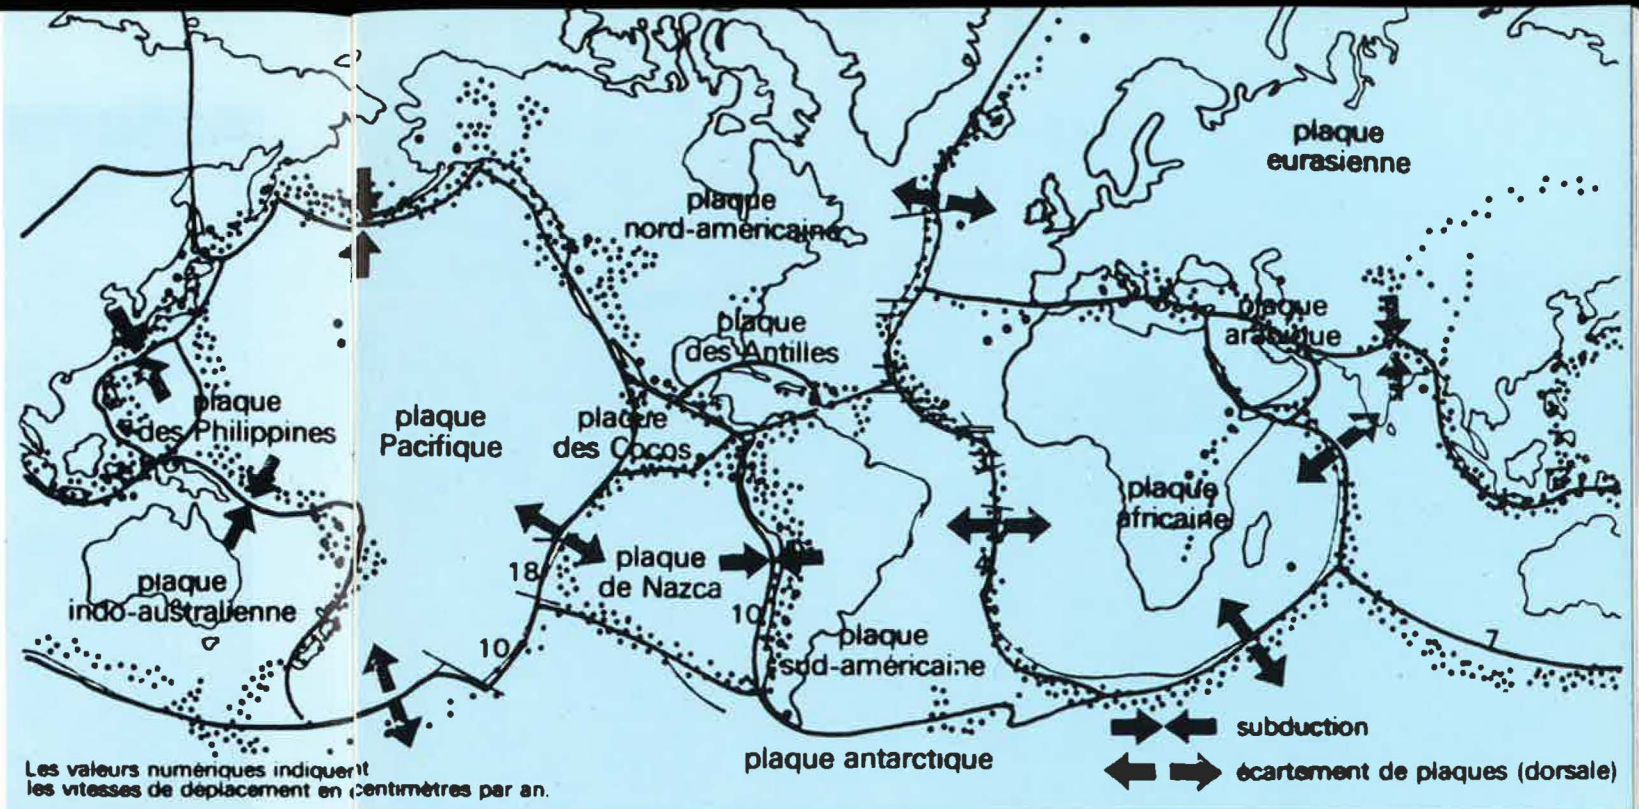 plaque
eurasienne
plaque
nord-américaine
plaque
arabique
plaque
des Antilles
plaque
des Philippines
plaque
Pacifique
plaque
des Cocos
plaque
africaine
plaque
indo-australienne
18
plaque
de Nazca
4
10
10
plaque
sud-américaine
7
plaque antarctique
subduction
écartement de plaques (dorsale)
Les valeurs numériques indiquent
les vitesses de déplacement en centimètres par an.